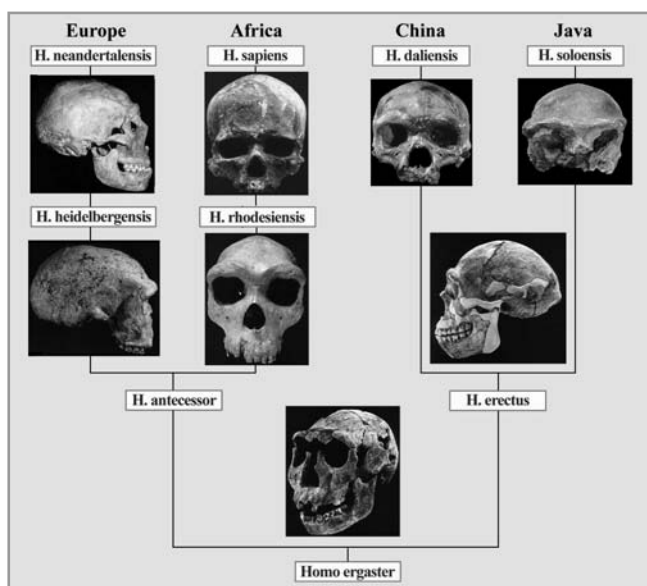 Europe Africa China Java
H. neandertalensis H. sapiens H. daliensis H. soloensis
H. heidelbergensis H. rhodesiensis
H. antecessor H. erectus
Homo ergaster